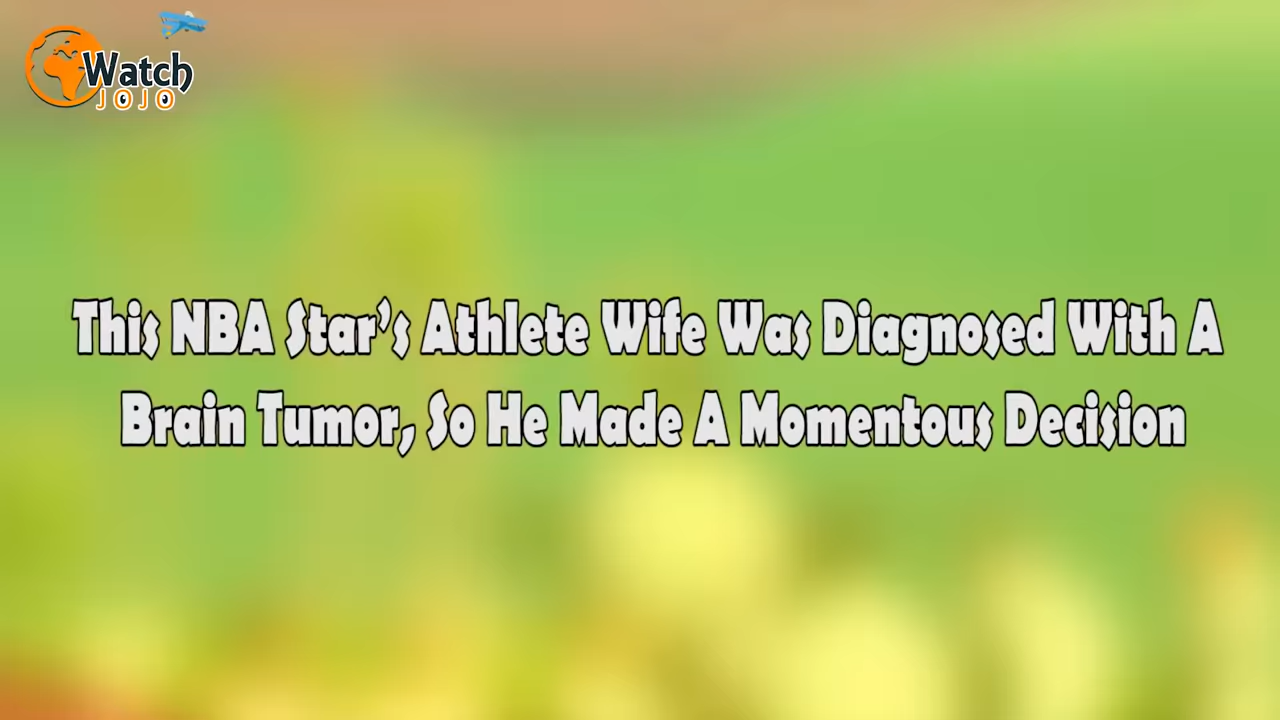 Watch
JOJO
This NBA Star’s Athlete Wife Was Diagnosed With A
Brain Tumor, So He Made A Momentous Decision